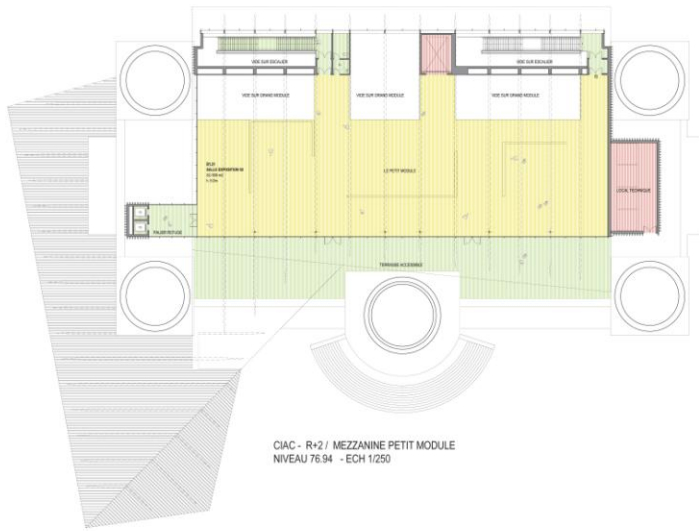 VIDE SUR ESCALIER
VIDE SUR ESCALIER
VIDE SUR GRAND MODULE
VIDE SUR GRAND MODULE
VIDE SUR GRAND MODULE
LE PETIT MODULE
LOCAL TECHNIQUE
PALIER REFUGE
TERRASSE ACCESSIBLE
CIAC - R+2 / MEZZANINE PETIT MODULE
NIVEAU 76.94 - ECH 1/250